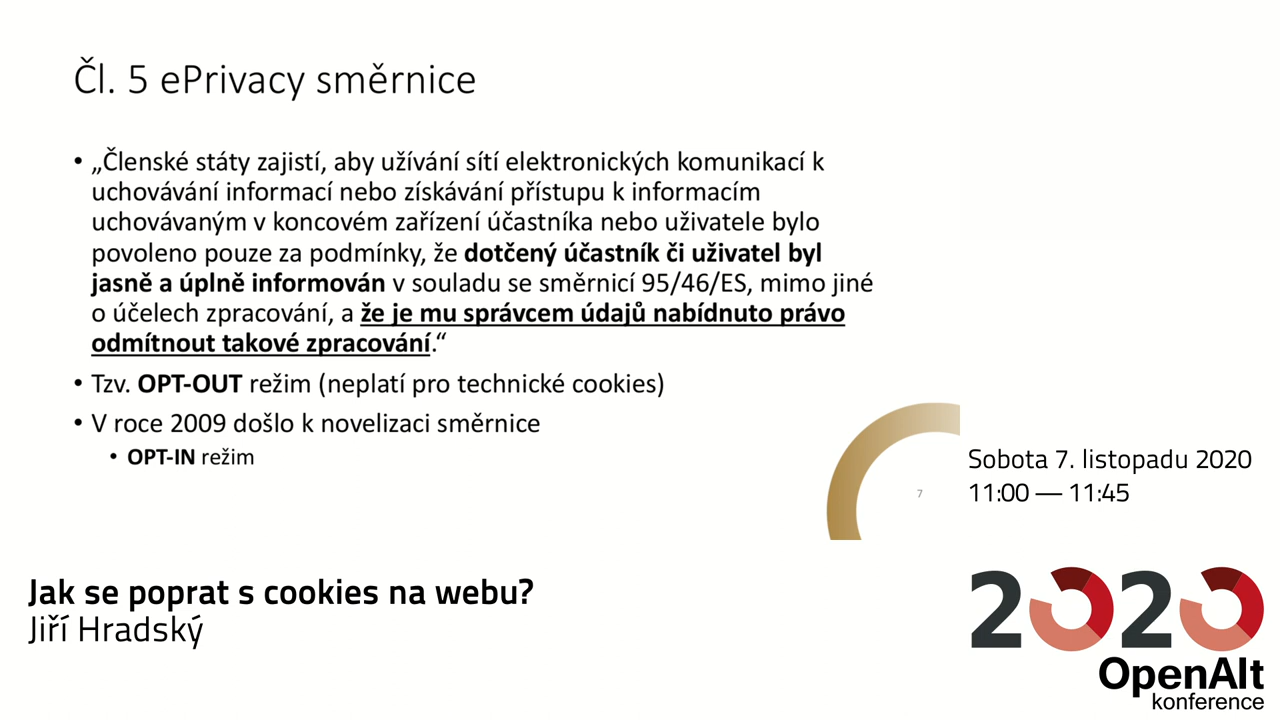 Čl. 5 ePrivacy směrnice
• „Členské státy zajistí, aby užívání sítí elektronických komunikací k
uchovávání informací nebo získávání přístupu k informacím
uchovávaným v koncovém zařízení účastníka nebo uživatele bylo
povoleno pouze za podmínky, že dotčený účastník či uživatel byl
jasně a úplně informován v souladu se směrnicí 95/46/ES, mimo jiné
o účelech zpracování, a že je mu správcem údajů nabídnuto právo
odmítnout takové zpracování.“
• Tzv. OPT-OUT režim (neplatí pro technické cookies)
• V roce 2009 došlo k novelizaci směrnice
• OPT-IN režim
7
Sobota 7. listopadu 2020
11:00 — 11:45
Jak se poprat s cookies na webu?
Jiří Hradský
2020
OpenAlt
konference